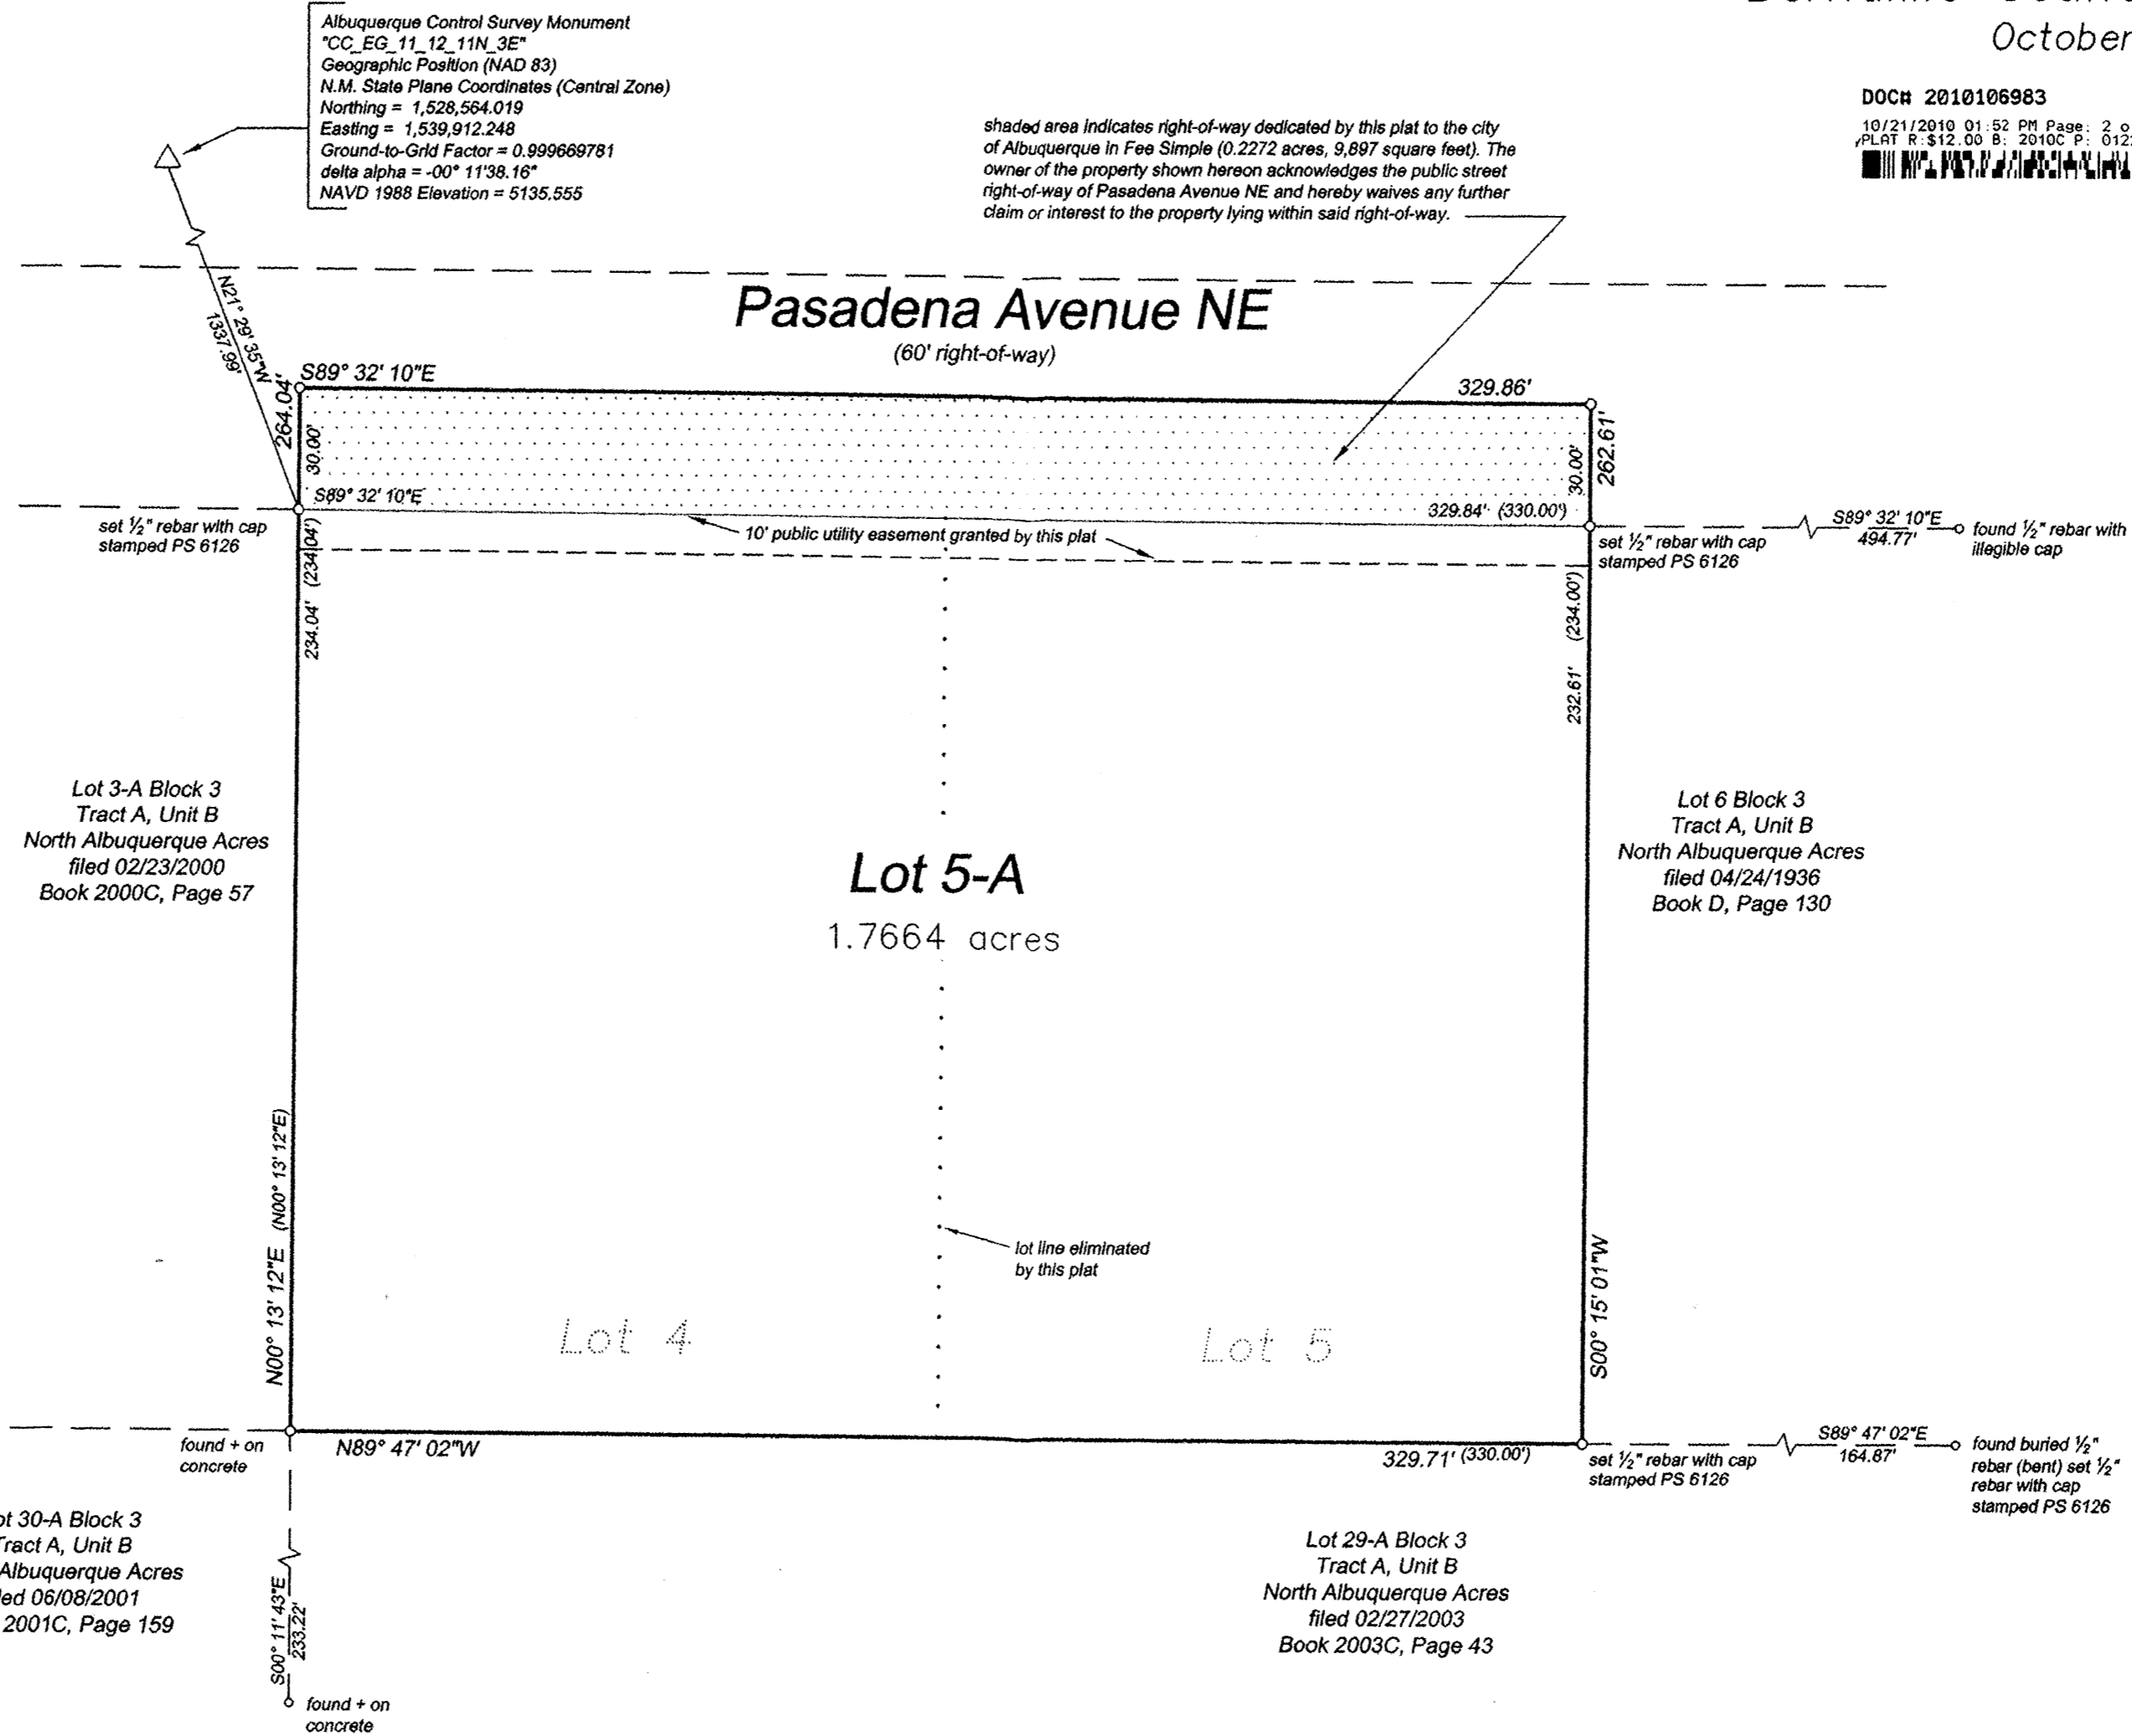 October
DOC# 2010106983
10/21/2010 01:52 PM Page: 2 o
PLAT R:$12.00 B: 2010C P: 012
Albuquerque Control Survey Monument
"CC_EG_11_12_11N_3E"
Geographic Position (NAD 83)
N.M. State Plane Coordinates (Central Zone)
Northing = 1,528,564.019
Easting = 1,539,912.248
Ground-to-Grid Factor = 0.999669781
delta alpha = -00° 11'38.16"
NAVD 1988 Elevation = 5135.555
shaded area indicates right-of-way dedicated by this plat to the city
of Albuquerque in Fee Simple (0.2272 acres, 9,897 square feet). The
owner of the property shown hereon acknowledges the public street
right-of-way of Pasadena Avenue NE and hereby waives any further
claim or interest to the property lying within said right-of-way.
N21° 29' 35"W
1337.99'
Pasadena Avenue NE
(60' right-of-way)
S89° 32' 10"E
329.86'
264.04'
30.00'
30.00'
262.61'
S89° 32' 10"E
329.84' (330.00')
set ½" rebar with cap
stamped PS 6126
10' public utility easement granted by this plat
set ½" rebar with cap
stamped PS 6126
S89° 32' 10"E
494.77'
found ½" rebar with
illegible cap
234.04' (234.04')
232.61' (234.00')
Lot 3-A Block 3
Tract A, Unit B
North Albuquerque Acres
filed 02/23/2000
Book 2000C, Page 57
Lot 5-A
1.7664 acres
Lot 6 Block 3
Tract A, Unit B
North Albuquerque Acres
filed 04/24/1936
Book D, Page 130
N00° 13' 12"E (N00° 13' 12"E)
lot line eliminated
by this plat
S00° 15' 01"W
Lot 4
Lot 5
found + on
concrete
N89° 47' 02"W
329.71' (330.00')
set ½" rebar with cap
stamped PS 6126
S89° 47' 02"E
164.87'
found buried ½"
rebar (bent) set ½"
rebar with cap
stamped PS 6126
ot 30-A Block 3
Tract A, Unit B
Albuquerque Acres
ed 06/08/2001
2001C, Page 159
S00° 11' 43"E
233.22'
found + on
concrete
Lot 29-A Block 3
Tract A, Unit B
North Albuquerque Acres
filed 02/27/2003
Book 2003C, Page 43